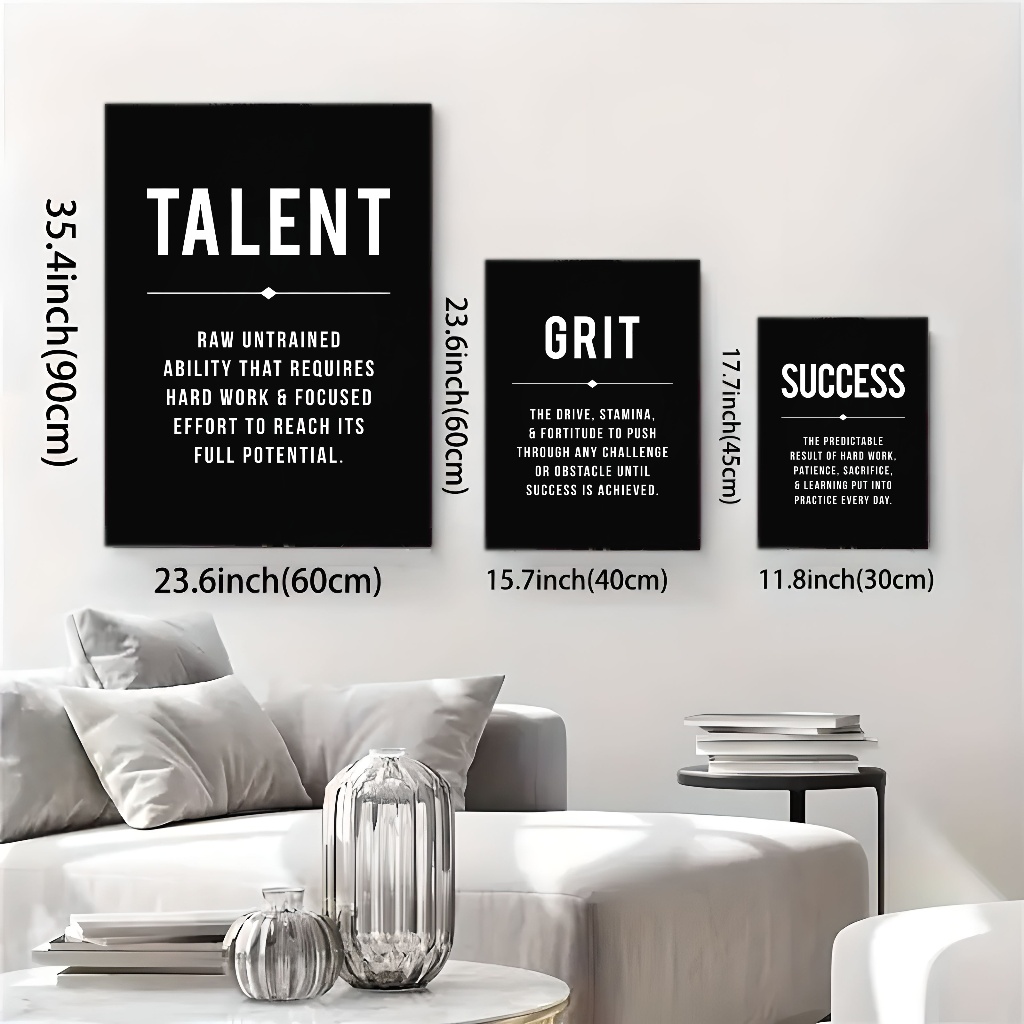 TALENT
RAW UNTRAINED
ABILITY THAT REQUIRES
HARD WORK & FOCUSED
EFFORT TO REACH ITS
FULL POTENTIAL.
35.4inch(90cm)
23.6inch(60cm)
GRIT
THE DRIVE, STAMINA,
& FORTITUDE TO PUSH
THROUGH ANY CHALLENGE
OR OBSTACLE UNTIL
SUCCESS IS ACHIEVED.
23.6inch(60cm)
15.7inch(40cm)
SUCCESS
THE PREDICTABLE
RESULT OF HARD WORK,
PATIENCE, SACRIFICE,
& LEARNING PUT INTO
PRACTICE EVERY DAY.
17.7inch(45cm)
11.8inch(30cm)